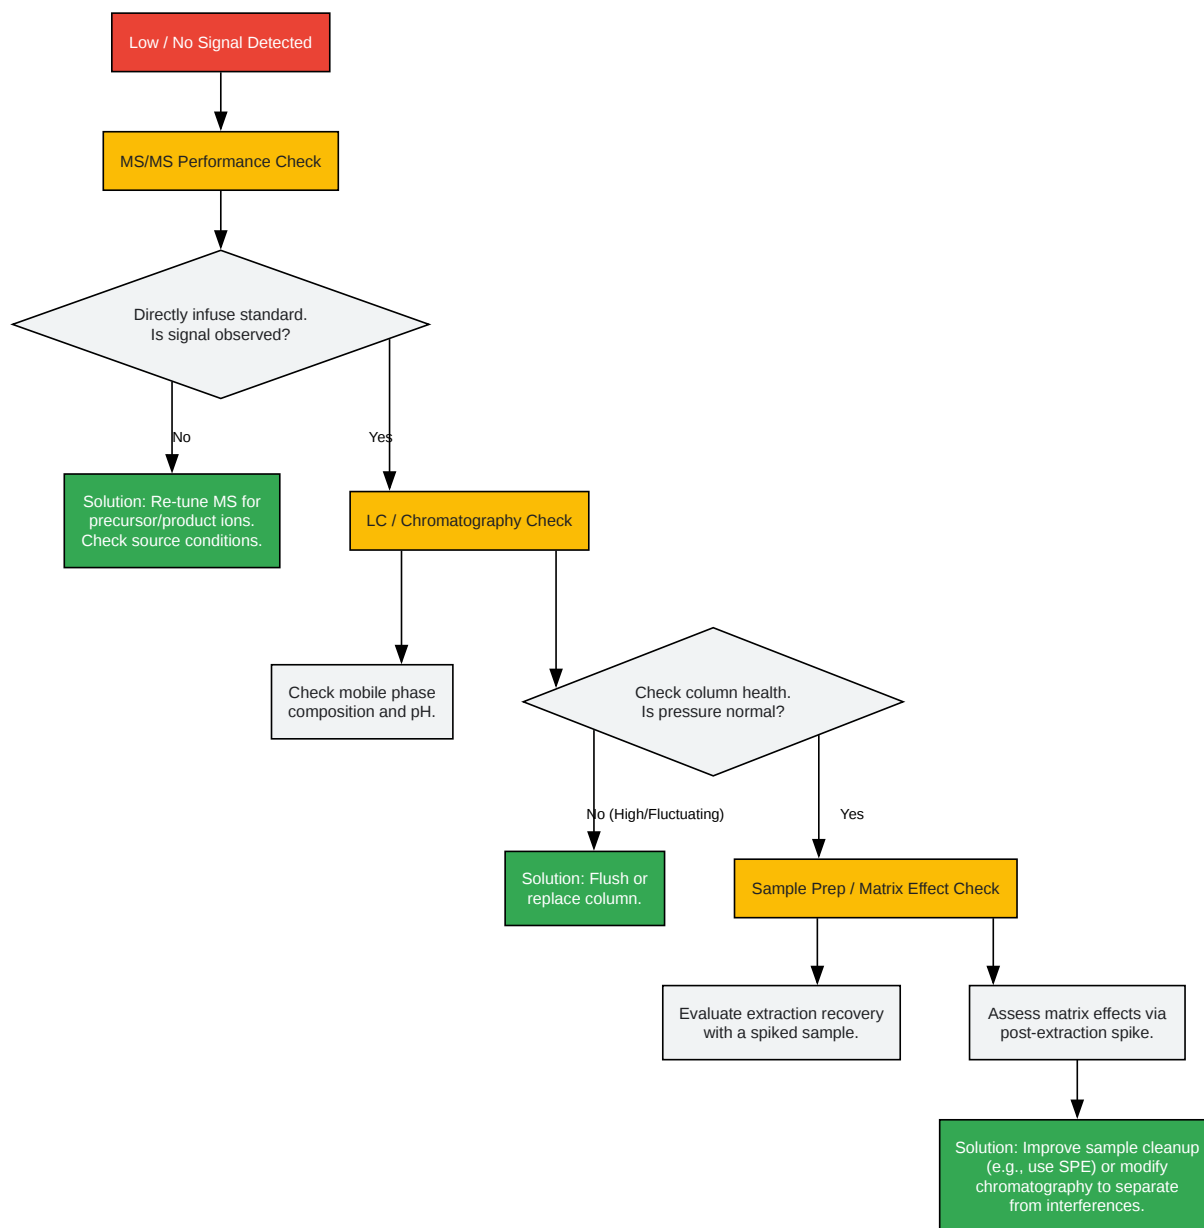 Low / No Signal Detected
MS/MS Performance Check
Directly infuse standard.
Is signal observed?
No
Yes
Solution: Re-tune MS for
precursor/product ions.
Check source conditions.
LC / Chromatography Check
Check mobile phase
composition and pH.
Check column health.
Is pressure normal?
No (High/Fluctuating)
Yes
Solution: Flush or
replace column.
Sample Prep / Matrix Effect Check
Evaluate extraction recovery
with a spiked sample.
Assess matrix effects via
post-extraction spike.
Solution: Improve sample cleanup
(e.g., use SPE) or modify
chromatography to separate
from interferences.